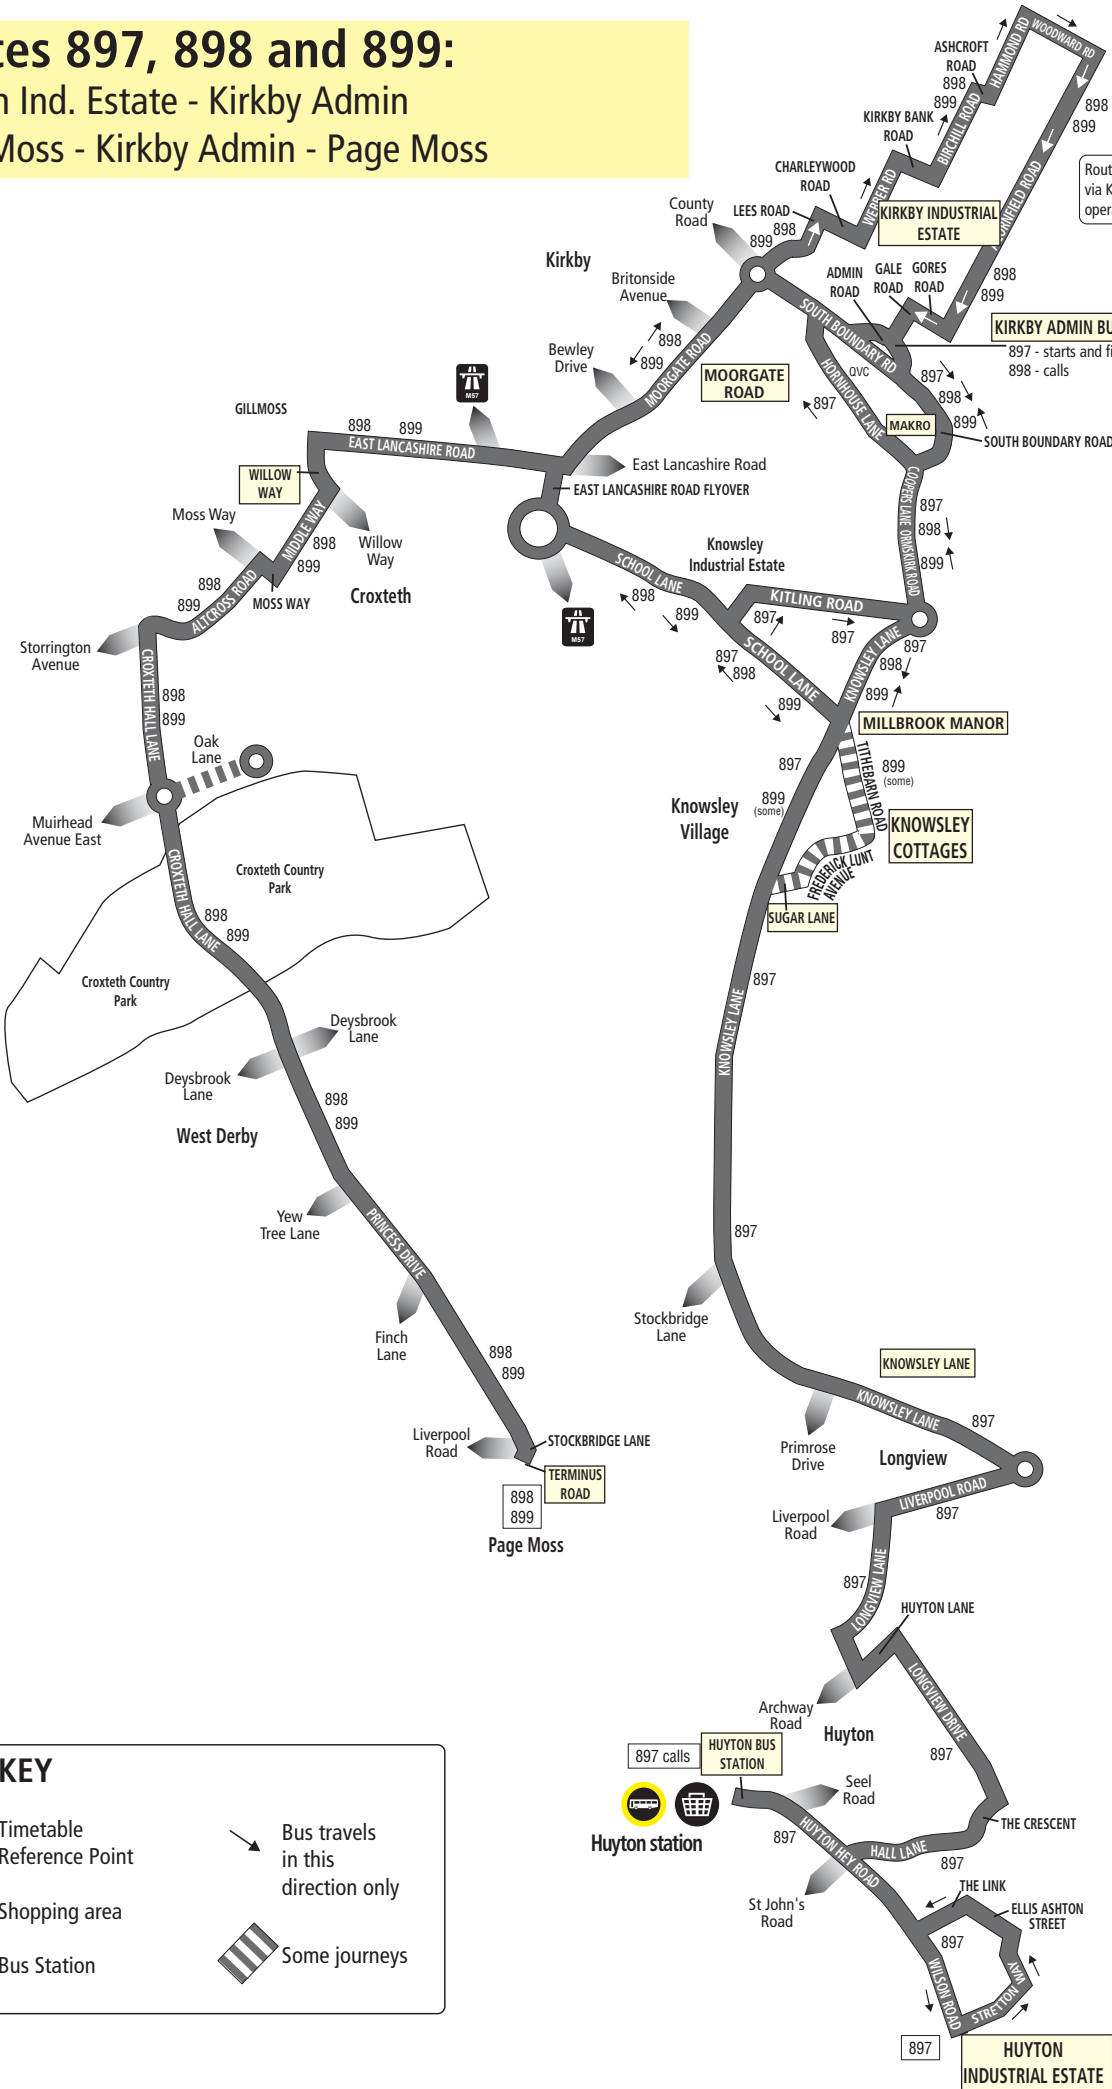 tes 897, 898 and 899:
n Ind. Estate - Kirkby Admin
Moss - Kirkby Admin - Page Moss
WOODWARD RD
HAMMOND RD
ASHCROFT
ROAD
898
899
898
899
BIRCHILL ROAD
KIRKBY BANK
ROAD
CHARLEYWOOD
ROAD
WEBBER RD
Rout
via K
oper
LEES ROAD
898
899
KIRKBY INDUSTRIAL
ESTATE
County
Road
Kirkby
Britonside
Avenue
ADMIN
ROAD
GALE
ROAD
GORES
ROAD
898
899
SOUTH BOUNDARY RD
KIRKBY ADMIN BU
897 - starts and fi
898 - calls
898
899
MOORGATE ROAD
Bewley
Drive
MOORGATE
ROAD
HORNHOUSE LANE
QVC
897
897
898
899
MAKRO
SOUTH BOUNDARY ROAD
M57
GILLMOSS
898
899
EAST LANCASHIRE ROAD
East Lancashire Road
EAST LANCASHIRE ROAD FLYOVER
WILLOW
WAY
COOPERS LANE
ORMSKIRK ROAD
897
898
899
Moss Way
MIDDLE WAY
898
899
Willow
Way
Croxteth
Knowsley
Industrial Estate
SCHOOL LANE
898
899
KITLING ROAD
897
897
898
899
ALTCROSS ROAD
MOSS WAY
M57
Storrington
Avenue
897
898
899
SCHOOL LANE
KNOWSLEY LANE
897
898
899
CROXTETH HALL LANE
898
899
MILLBROOK MANOR
Oak
Lane
897
899
(some)
TITHEBARN ROAD
899
(some)
Muirhead
Avenue East
Knowsley
Village
KNOWSLEY
COTTAGES
FREDERICK LUNT
AVENUE
SUGAR LANE
Croxteth Country
Park
CROXTETH HALL LANE
898
899
Croxteth Country
Park
897
KNOWSLEY LANE
Deysbrook
Lane
Deysbrook
Lane
898
899
West Derby
Yew
Tree Lane
PRINCESS DRIVE
897
Finch
Lane
Stockbridge
Lane
898
899
KNOWSLEY LANE
KNOWSLEY LANE
897
Primrose
Drive
Longview
Liverpool
Road
STOCKBRIDGE LANE
TERMINUS
ROAD
898
899
Page Moss
LIVERPOOL ROAD
897
Liverpool
Road
897
LONGVIEW LANE
HUYTON LANE
LONGVIEW DRIVE
Archway
Road
Huyton
897
897 calls
HUYTON BUS
STATION
Seel
Road
Huyton station
897
HUYTON HEY ROAD
HALL LANE
THE CRESCENT
897
St John's
Road
THE LINK
ELLIS ASHTON
STREET
897
WILSON ROAD
STRETTON WAY
897
HUYTON
INDUSTRIAL ESTATE
KEY
Timetable
Reference Point
Shopping area
Bus Station
Bus travels
in this
direction only
Some journeys